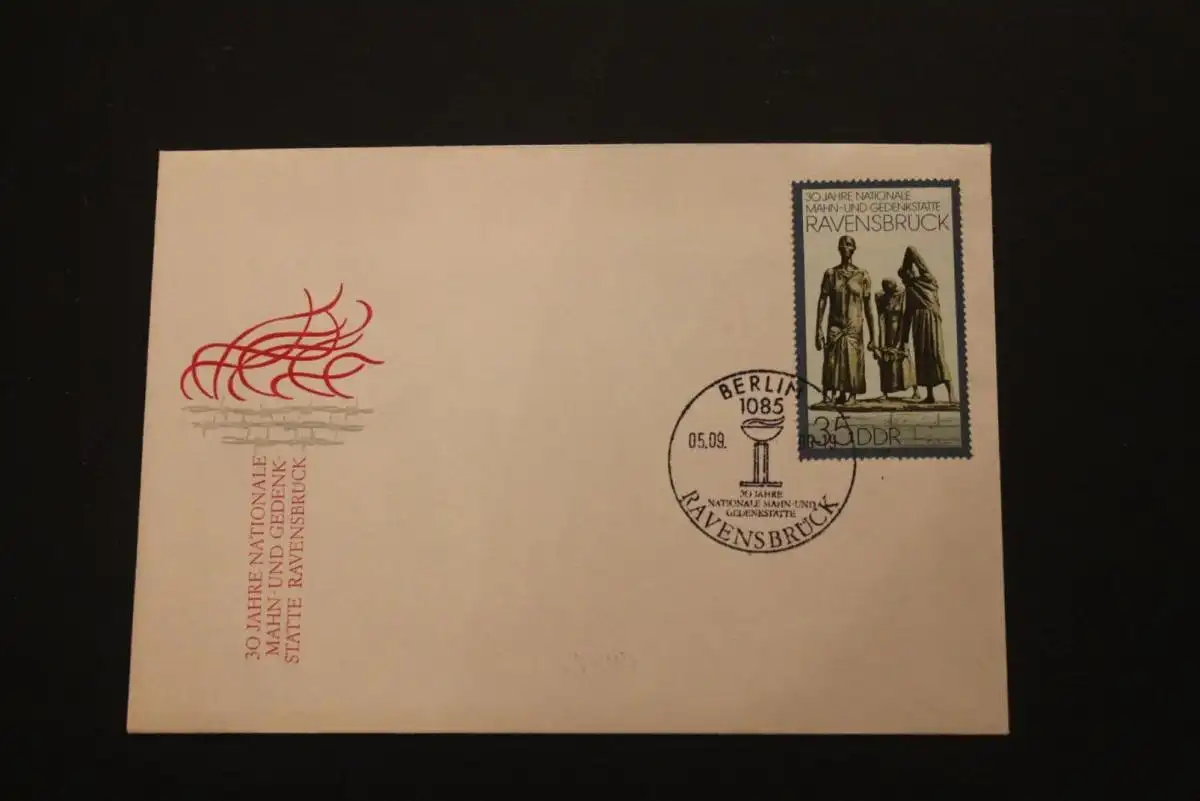 30 JAHRE NATIONALE
MAHN-UND GEDENKSTÄTTE
RAVENSBRÜCK
35 DDR
BERLIN
1085
05.09.
30 JAHRE
NATIONALE MAHN-UND
GEDENKSTÄTTE
RAVENSBRÜCK
30 JAHRE NATIONALE
MAHN-UND GEDENK-
STÄTTE RAVENSBRÜCK